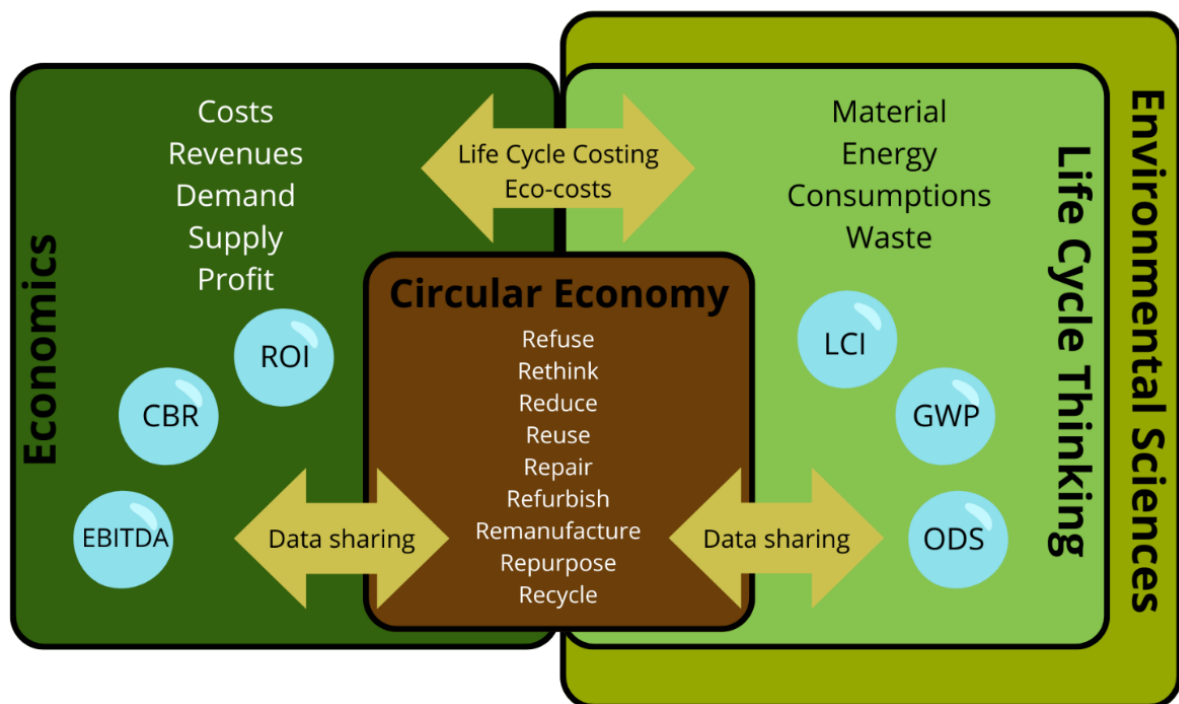 Economics
Costs
Revenues
Demand
Supply
Profit
ROI
CBR
EBITDA
Life Cycle Costing
Eco-costs
Circular Economy
Refuse
Rethink
Reduce
Reuse
Repair
Refurbish
Remanufacture
Repurpose
Recycle
Data sharing
Data sharing
Material
Energy
Consumptions
Waste
LCI
GWP
ODS
Life Cycle Thinking
Environmental Sciences